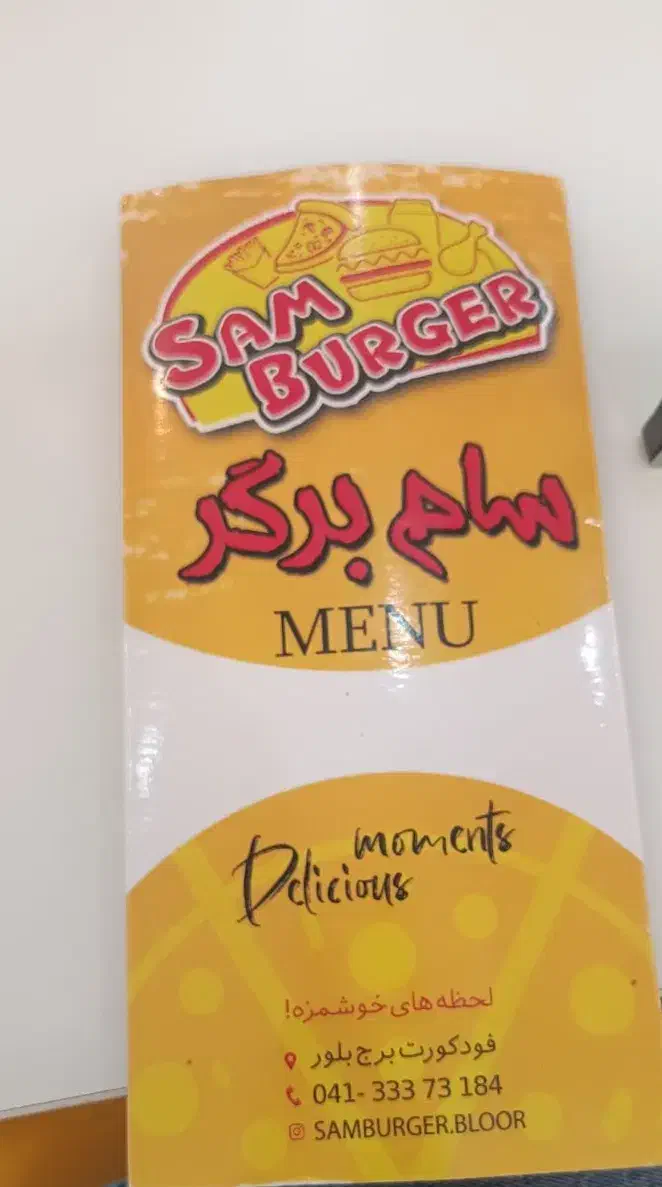 SAM
BURGER
سام برگر
MENU
moments
Delicious
لحظه های خوشمزه!
فودکورت برج بلور
041- 333 73 184
SAMBURGER.BLOOR